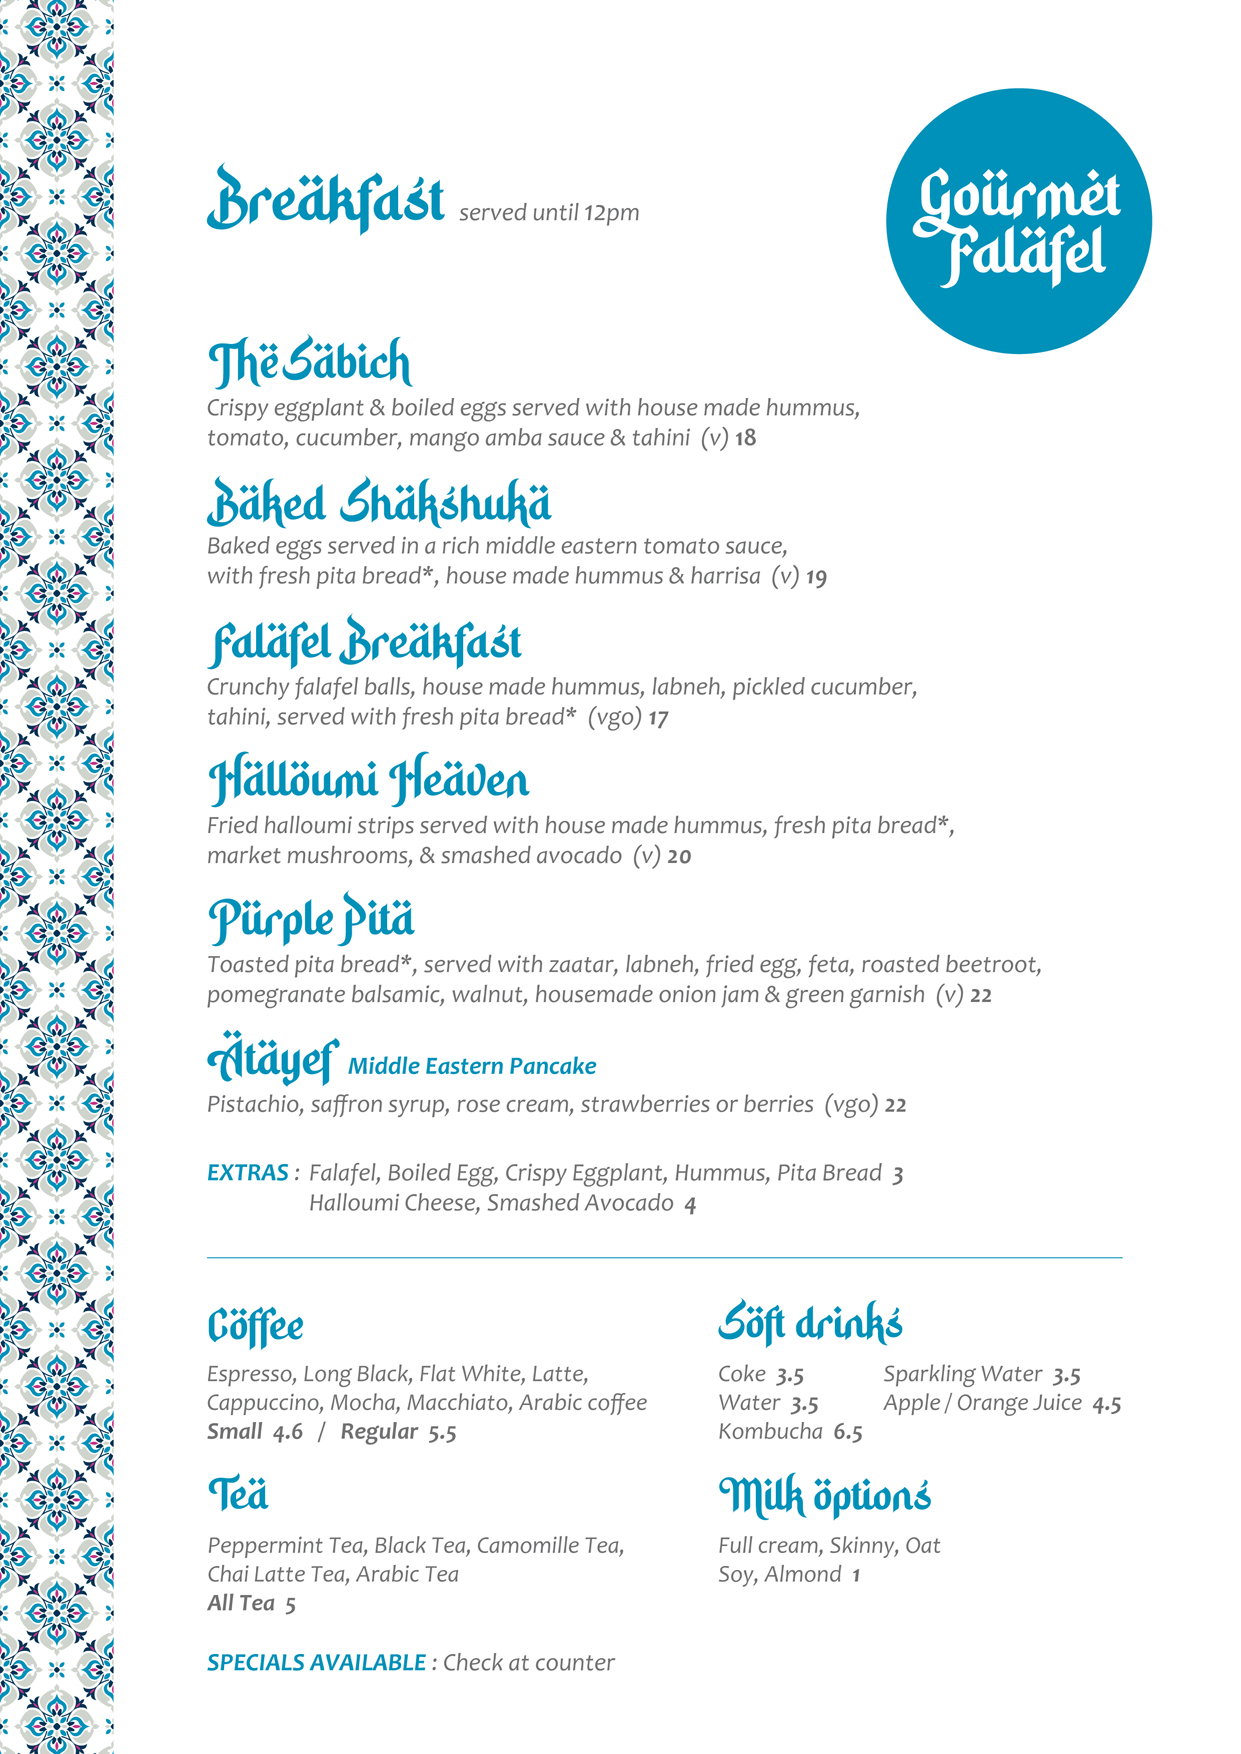 Breäkfast served until 12pm
Goürmėt
Faläfel
Thë Säbich
Crispy eggplant & boiled eggs served with house made hummus,
tomato, cucumber, mango amba sauce & tahini (v) 18
Bäked Shäkshukä
Baked eggs served in a rich middle eastern tomato sauce,
with fresh pita bread*, house made hummus & harrisa (v) 19
Faläfel Breäkfast
Crunchy falafel balls, house made hummus, labneh, pickled cucumber,
tahini, served with fresh pita bread* (vgo) 17
Hällöumi Heäven
Fried halloumi strips served with house made hummus, fresh pita bread*,
market mushrooms, & smashed avocado (v) 20
Pürple Pitä
Toasted pita bread*, served with zaatar, labneh, fried egg, feta, roasted beetroot,
pomegranate balsamic, walnut, housemade onion jam & green garnish (v) 22
Ätäyef Middle Eastern Pancake
Pistachio, saffron syrup, rose cream, strawberries or berries (vgo) 22
EXTRAS : Falafel, Boiled Egg, Crispy Eggplant, Hummus, Pita Bread 3
Halloumi Cheese, Smashed Avocado 4
Cöffee
Espresso, Long Black, Flat White, Latte,
Cappuccino, Mocha, Macchiato, Arabic coffee
Small 4.6 / Regular 5.5
Söft drinks
Coke 3.5 Sparkling Water 3.5
Water 3.5 Apple / Orange Juice 4.5
Kombucha 6.5
Teä
Peppermint Tea, Black Tea, Camomille Tea,
Chai Latte Tea, Arabic Tea
All Tea 5
Milk öptions
Full cream, Skinny, Oat
Soy, Almond 1
SPECIALS AVAILABLE : Check at counter